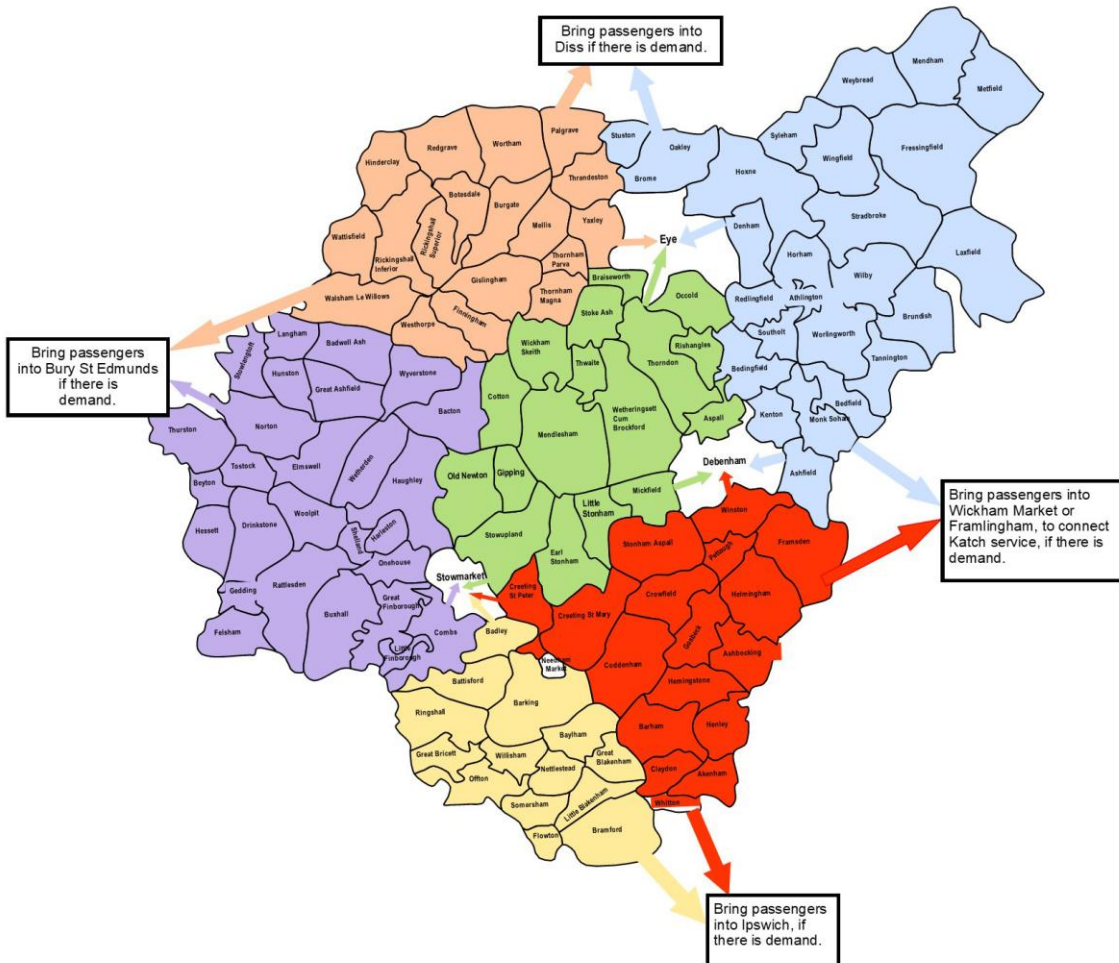 Bring passengers into
Diss if there is demand.
Mendham
Weybread
Metfield
Palgrave
Stuston
Oakley
Syleham
Wortham
Redgrave
Hinderclay
Brome
Wingfield
Fressingfield
Thrandeston
Hoxne
Botesdale
Burgate
Mellis
Yaxley
Stradbroke
Wattisfield
Rickingshall
Superior
Rickingshall
Inferior
Eye
Denham
Laxfield
Thornham
Parva
Horham
Gislingham
Braiseworth
Wilby
Walsham Le Willows
Thornham
Magna
Occold
Redlingfield
Athlington
Finningham
Stoke Ash
Brundish
Westhorpe
Langham
Badwell Ash
Wickham
Skeith
Rishangles
Southolt
Worlingworth
Stowlangtoft
Thwaite
Thorndon
Tannington
Bring passengers
into Bury St Edmunds
if there is
demand.
Hunston
Wyverstone
Bedingfield
Great Ashfield
Cotton
Bedfield
Bacton
Wetheringsett
Cum
Brockford
Aspall
Kenton
Monk Soham
Thurston
Norton
Mendlesham
Debenham
Tostock
Elmswell
Wetherden
Haughley
Old Newton
Gipping
Ashfield
Beyton
Mickfield
Little
Stonham
Winston
Bring passengers into
Wickham Market or
Framlingham, to connect
Katch service, if there is
demand.
Woolpit
Hessett
Drinkstone
Shelland
Harleston
Stowupland
Stonham Aspall
Pettaugh
Framsden
Onehouse
Earl
Stonham
Stowmarket
Rattlesden
Gedding
Creeting
St Peter
Crowfield
Helmingham
Great
Finborough
Buxhall
Creeting St Mary
Gosbeck
Felsham
Combs
Badley
Little
Finborough
Ashbocking
Needham
Market
Coddenham
Battisford
Hemingstone
Barking
Ringshall
Barham
Henley
Baylham
Great Bricett
Willisham
Great
Blakenham
Nettlestead
Claydon
Akenham
Offton
Little Blakenham
Somersham
Whitton
Bramford
Flowton
Bring passengers
into Ipswich, if
there is demand.